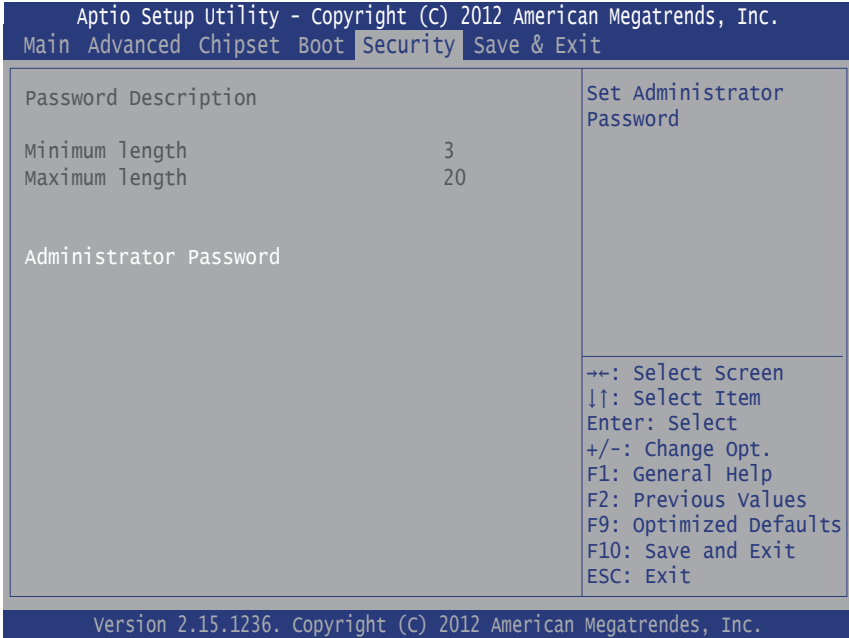 Aptio Setup Utility - Copyright (C) 2012 American Megatrends, Inc.
Main Advanced Chipset Boot Security Save & Exit
Password Description
Minimum length 3
Maximum length 20
Administrator Password
Set Administrator
Password
→←: Select Screen
↓↑: Select Item
Enter: Select
+/-: Change Opt.
F1: General Help
F2: Previous Values
F9: Optimized Defaults
F10: Save and Exit
ESC: Exit
Version 2.15.1236. Copyright (C) 2012 American Megatrendes, Inc.